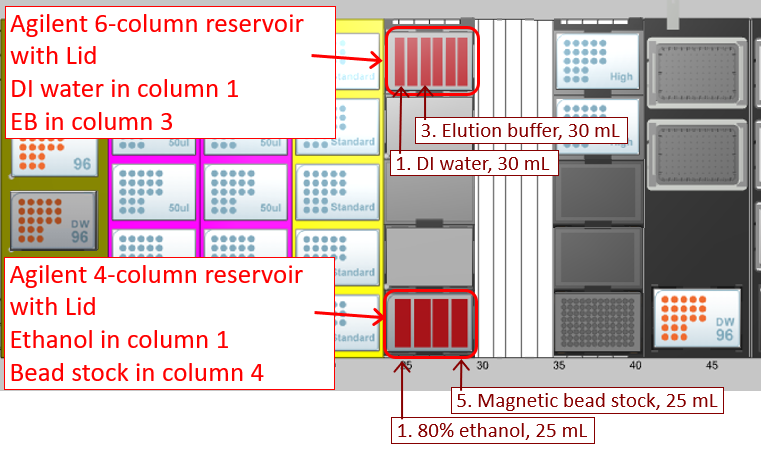 Agilent 6-column reservoir
with Lid
DI water in column 1
EB in column 3
Standard
High
3. Elution buffer, 30 mL
1. DI water, 30 mL
96
50ul
50ul
Standard
High
DW
96
50ul
50ul
Standard
Agilent 4-column reservoir
with Lid
Ethanol in column 1
Bead stock in column 4
Standard
Standard
DW
96
25
30
35
40
45
5. Magnetic bead stock, 25 mL
1. 80% ethanol, 25 mL